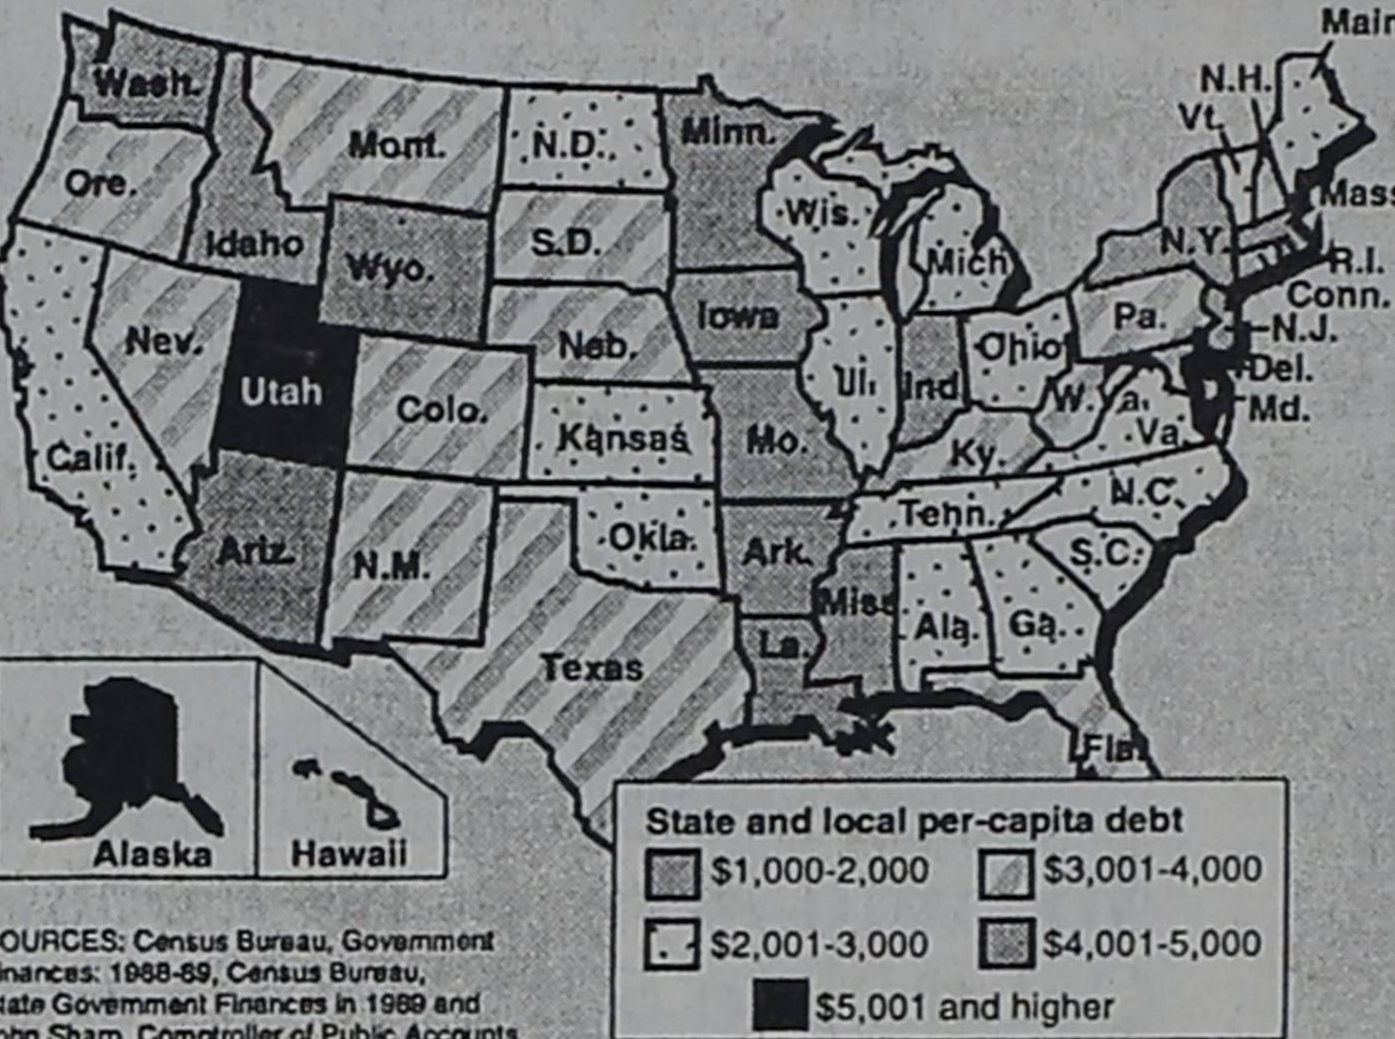 Wash.
Mont.
N.D.
Minn.
N.H.
Vt.
Ore.
Idaho
Wyo.
S.D.
Wis.
Mich
N.Y.
R.I.
Conn.
Nev.
Utah
Colo.
Neb.
Iowa
Ill.
Ind
Ohio
Pa.
N.J.
Del.
Md.
Calif.
Kansas
Mo.
Ky.
W. Va.
Va.
Ariz.
N.M.
Okla.
Ark.
Tenn.
N.C.
S.C.
Texas
La.
Miss
Ala.
Ga.
Fla.
Alaska
Hawaii
State and local per-capita debt
$1,000-2,000
$3,001-4,000
$2,001-3,000
$4,001-5,000
$5,001 and higher
OURCES: Census Bureau, Government
inances: 1988-89, Census Bureau,
tate Government Finances in 1989 and
Comptroller of Public Accounts